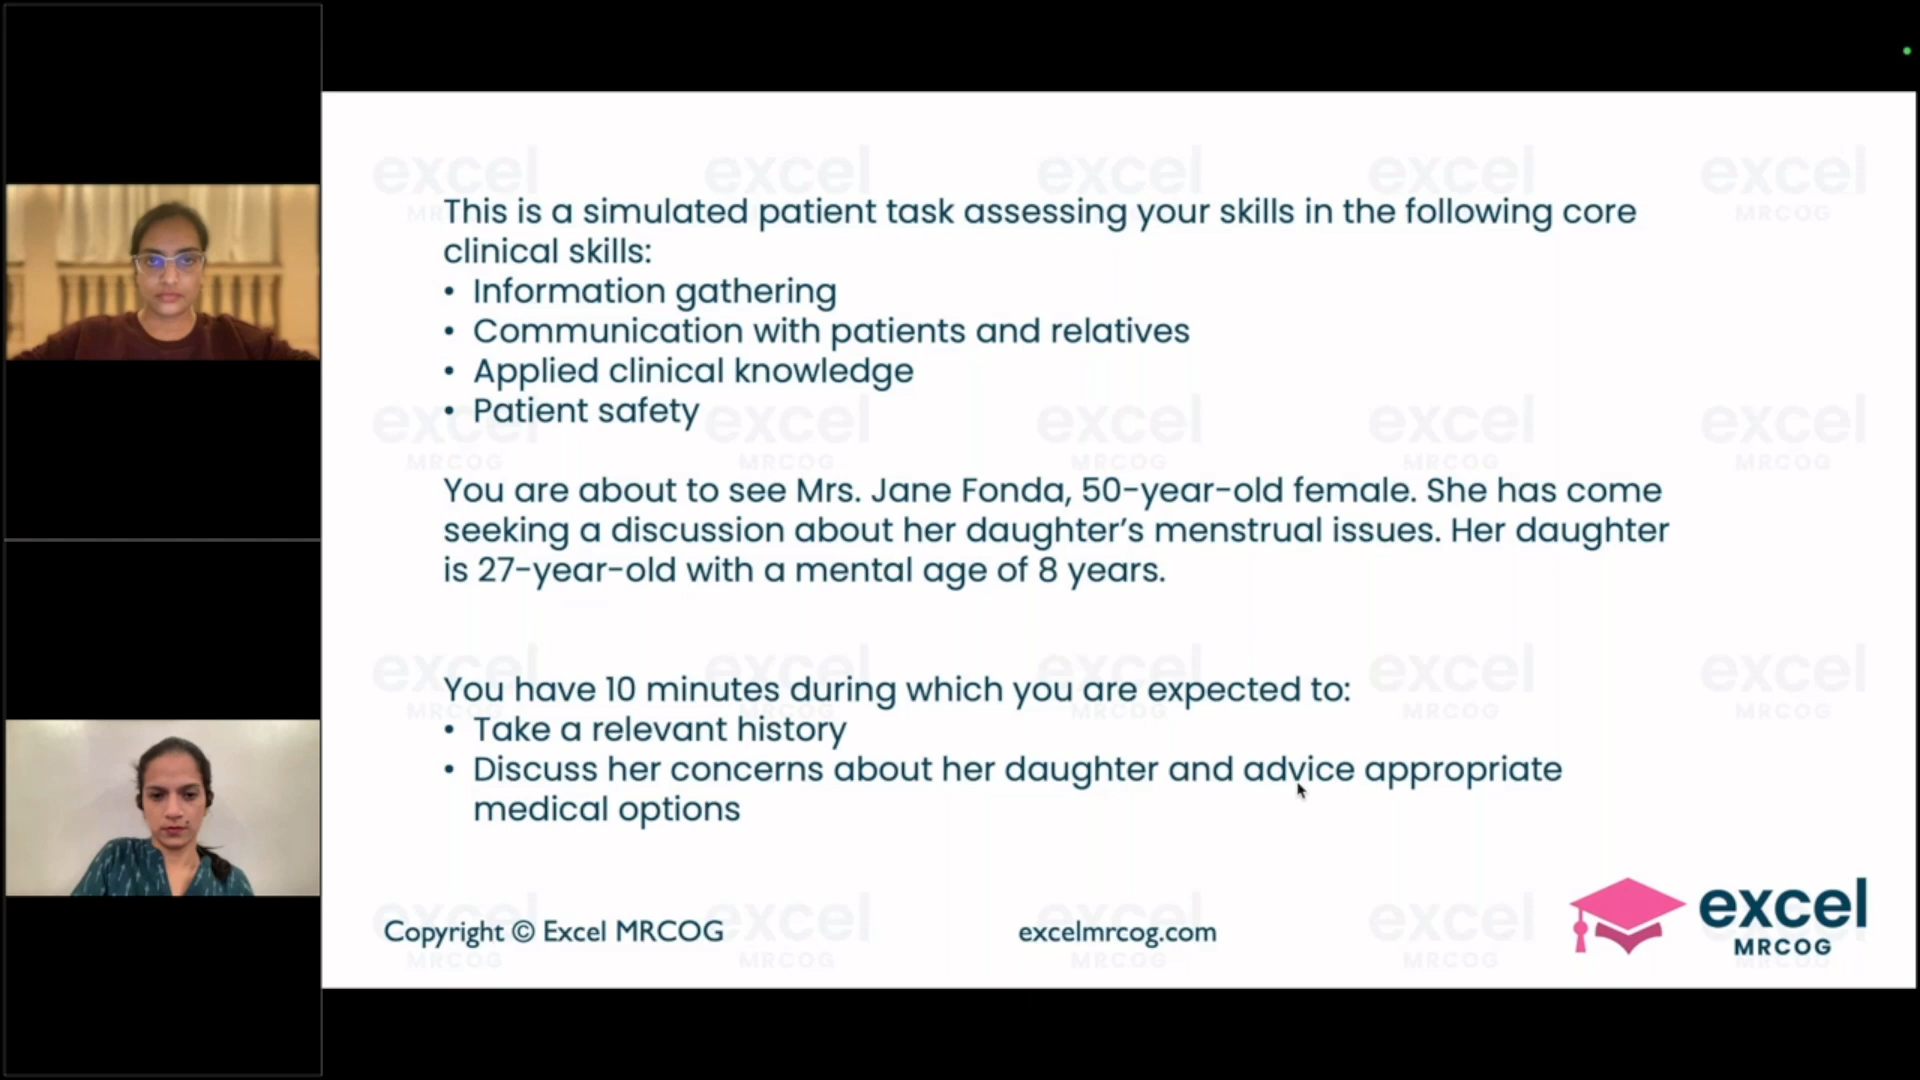 This is a simulated patient task assessing your skills in the following core
clinical skills:
• Information gathering
• Communication with patients and relatives
• Applied clinical knowledge
• Patient safety
You are about to see Mrs. Jane Fonda, 50-year-old female. She has come
seeking a discussion about her daughter's menstrual issues. Her daughter
is 27-year-old with a mental age of 8 years.
You have 10 minutes during which you are expected to:
• Take a relevant history
• Discuss her concerns about her daughter and advice appropriate
medical options
Copyright © Excel MRCOG
excelmrcog.com
excel
MRCOG